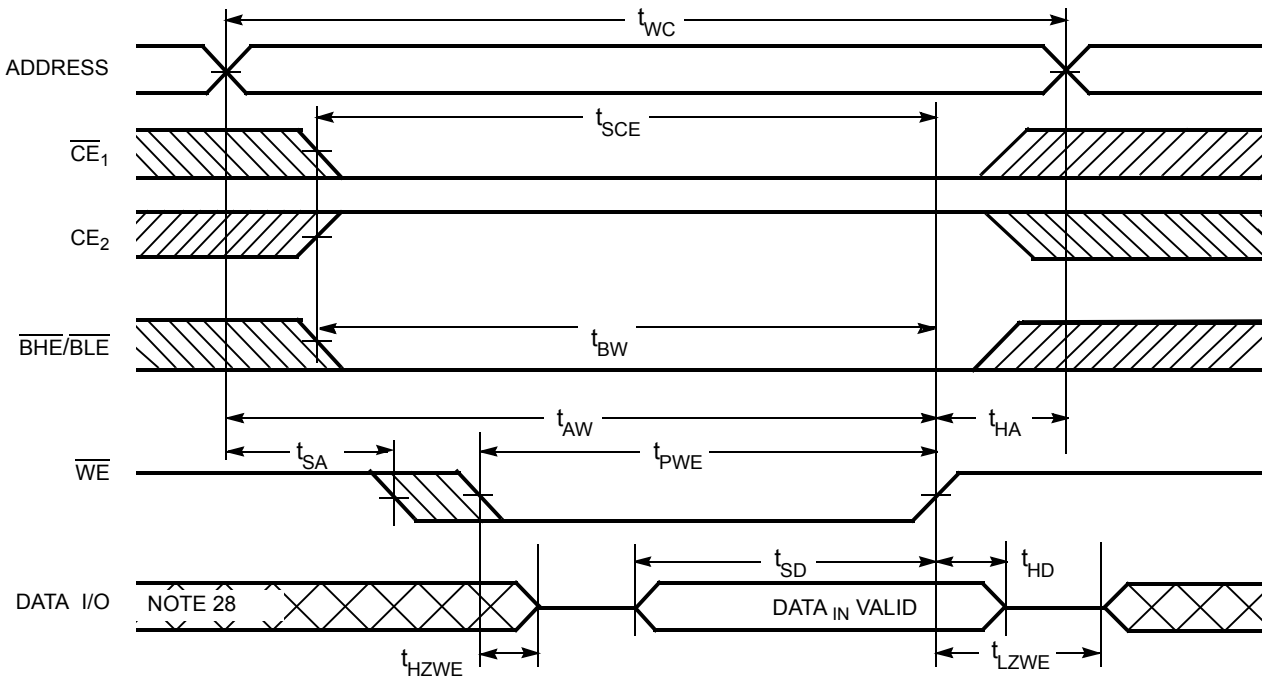 tWC
ADDRESS
tSCE
CE1
CE2
tBW
BHE/BLE
tAW
tHA
tSA
tPWE
WE
tSD
tHD
DATA I/O
NOTE 28
DATA IN VALID
tHZWE
tLZWE